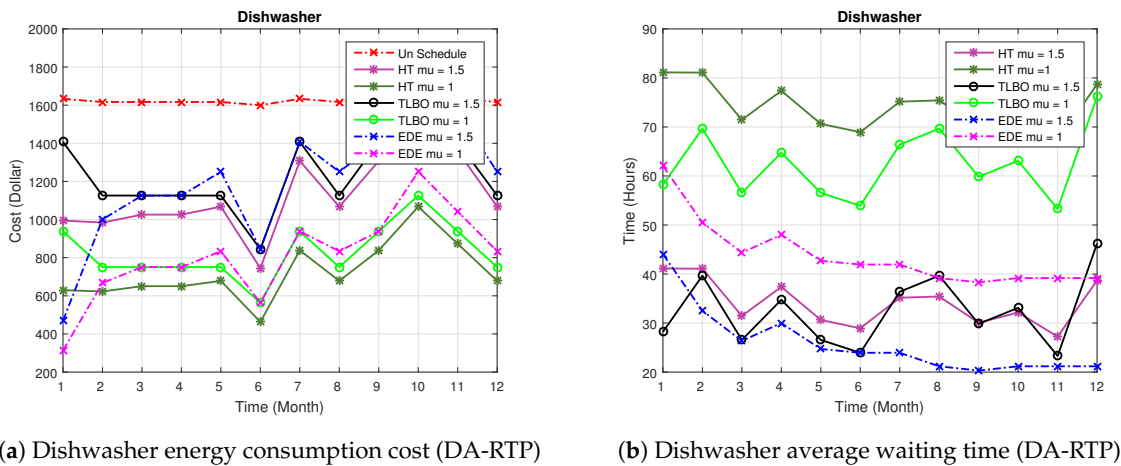 Dishwasher
2000
1800
1600
1400
1200
1000
800
600
400
200
Cost (Dollar)
1 2 3 4 5 6 7 8 9 10 11 12
Time (Month)
Un Schedule
HT mu = 1.5
HT mu = 1
TLBO mu = 1.5
TLBO mu = 1
EDE mu = 1.5
EDE mu = 1
(a) Dishwasher energy consumption cost (DA-RTP)
Dishwasher
90
80
70
60
50
40
30
20
Time (Hours)
1 2 3 4 5 6 7 8 9 10 11 12
Time (Month)
HT mu = 1.5
HT mu =1
TLBO mu = 1.5
TLBO mu = 1
EDE mu = 1.5
EDE mu = 1
(b) Dishwasher average waiting time (DA-RTP)